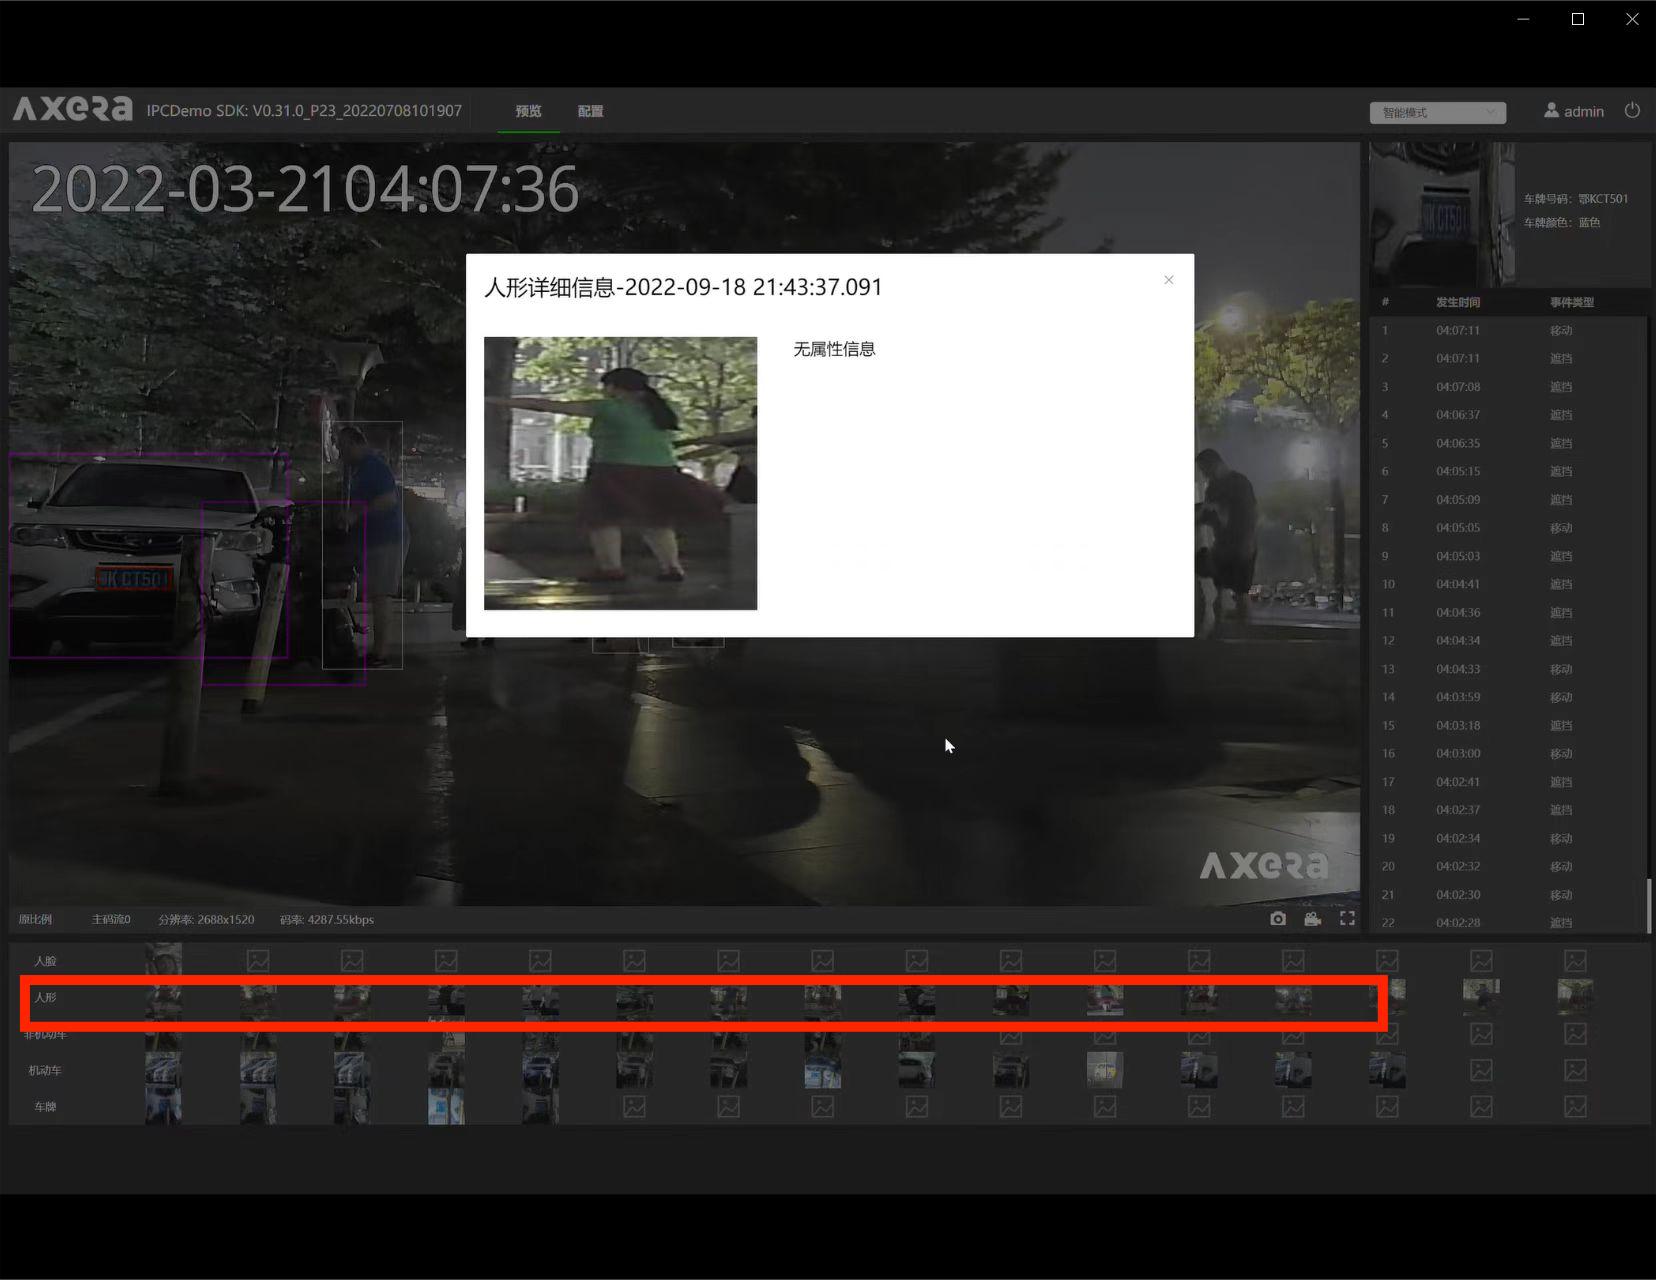 AXERA IPCDemo SDK: V0.31.0_P23_20220708101907 预览 配置 智能模式 admin
2022-03-2104:07:36
车牌号码: 鄂KCT501
车牌颜色: 蓝色
人形详细信息-2022-09-18 21:43:37.091
无属性信息
KCT501
# 发生时间 事件类型
1 04:07:11 移动
2 04:07:11 遮挡
3 04:07:08 遮挡
4 04:06:37 遮挡
5 04:06:35 遮挡
6 04:05:15 遮挡
7 04:05:09 遮挡
8 04:05:05 移动
9 04:05:03 遮挡
10 04:04:41 遮挡
11 04:04:36 遮挡
12 04:04:34 遮挡
13 04:04:33 移动
14 04:03:59 移动
15 04:03:18 遮挡
16 04:03:00 移动
17 04:02:41 遮挡
18 04:02:37 遮挡
19 04:02:34 移动
20 04:02:32 移动
21 04:02:30 移动
22 04:02:28 遮挡
AXERA
原比例 主码流0 分辨率: 2688x1520 码率: 4287.55kbps
人脸
人形
非机动车
机动车
车牌